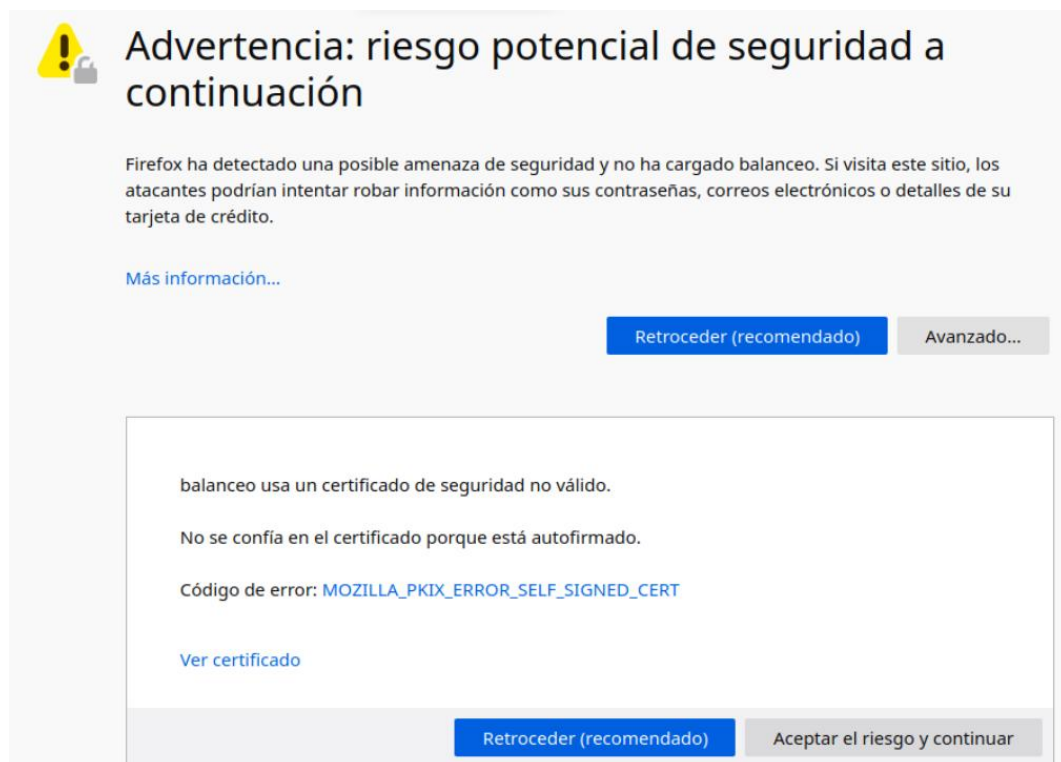 Advertencia: riesgo potencial de seguridad a
continuación
Firefox ha detectado una posible amenaza de seguridad y no ha cargado balanceo. Si visita este sitio, los
atacantes podrían intentar robar información como sus contraseñas, correos electrónicos o detalles de su
tarjeta de crédito.
Más información...
Retroceder (recomendado) Avanzado...
balanceo usa un certificado de seguridad no válido.
No se confía en el certificado porque está autofirmado.
Código de error: MOZILLA_PKIX_ERROR_SELF_SIGNED_CERT
Ver certificado
Retroceder (recomendado) Aceptar el riesgo y continuar